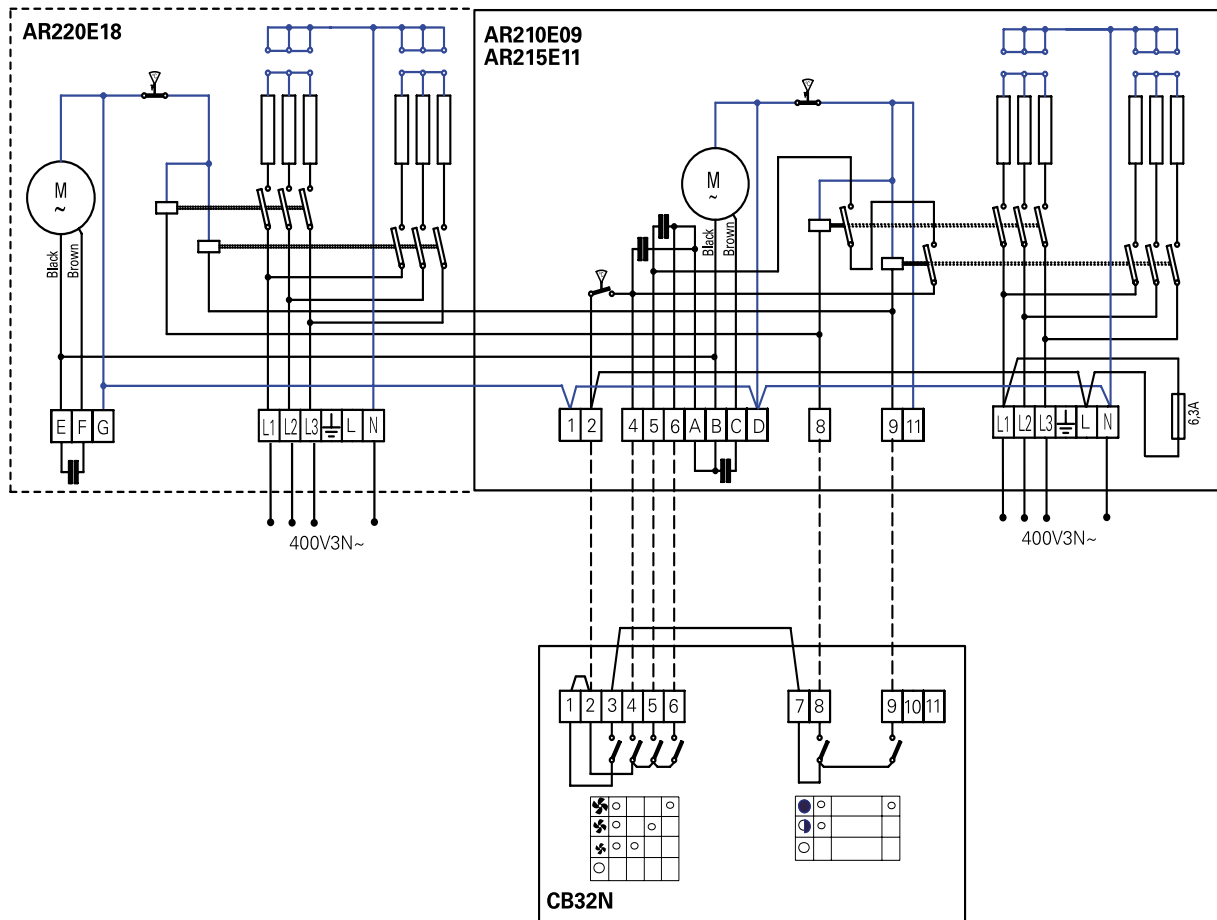 AR220E18
AR210E09
AR215E11
M
~
Black
Brown
M
~
Black
Brown
E F G
L1 L2 L3 L N
1 2
4 5 6 A B C D
8
9 11
L1 L2 L3 L N
6,3A
400V3N~
400V3N~
1 2 3 4 5 6
7 8
9 10 11
CB32N